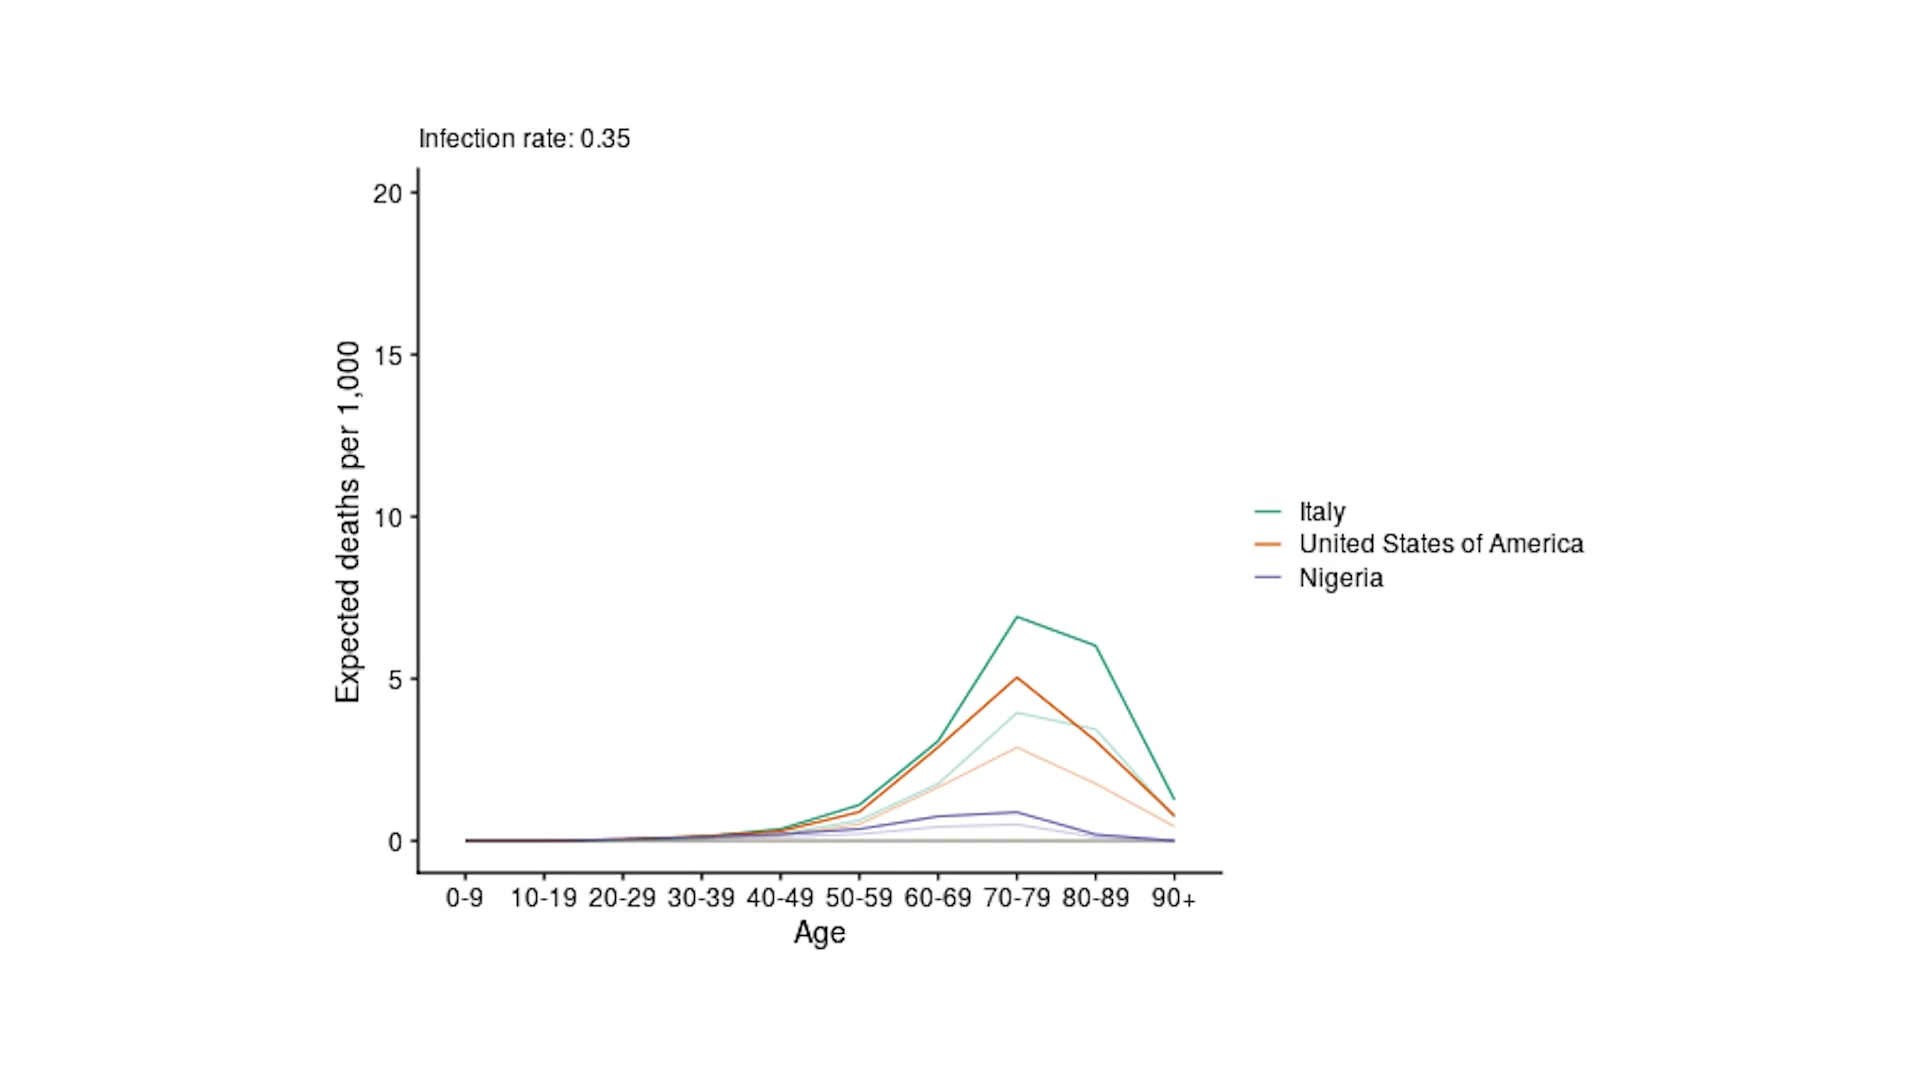 Infection rate: 0.35
20
15
10
5
0
Expected deaths per 1,000
0-9 10-19 20-29 30-39 40-49 50-59 60-69 70-79 80-89 90+
Age
Italy
United States of America
Nigeria